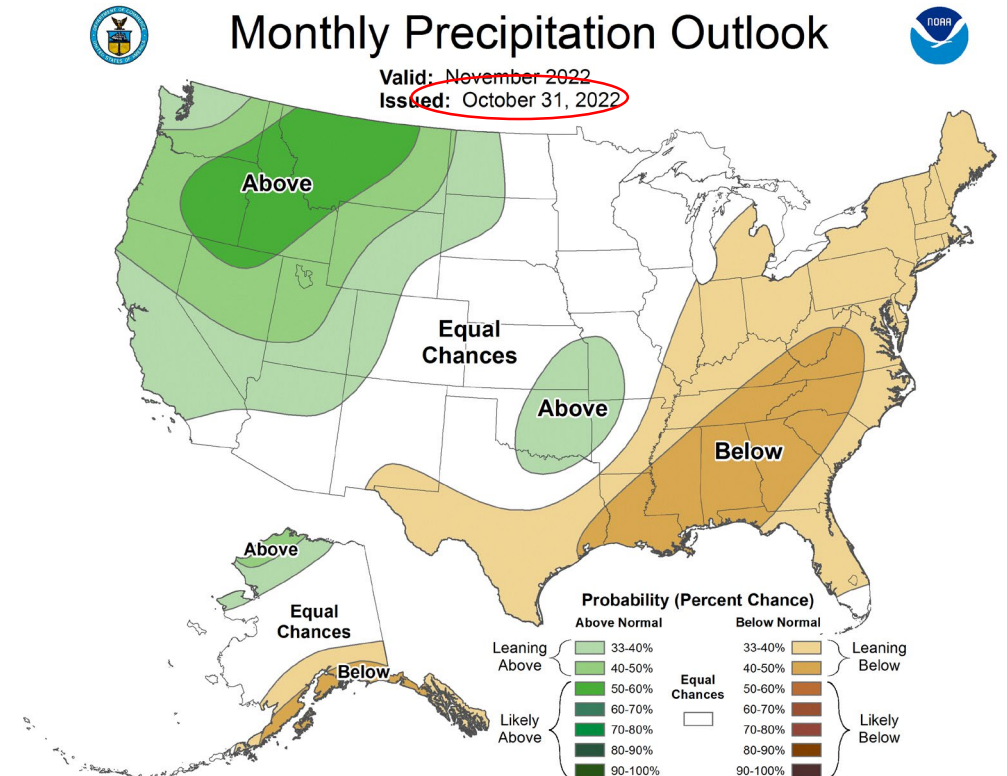 Monthly Precipitation Outlook
NOAA
Valid: November 2022
Issued: October 31, 2022
Above
Equal
Chances
Above
Below
Above
Equal
Chances
Below
Probability (Percent Chance)
Above Normal
Below Normal
Leaning
Above
33-40%
40-50%
Likely
Above
50-60%
60-70%
70-80%
80-90%
90-100%
Equal
Chances
33-40%
40-50%
Leaning
Below
50-60%
60-70%
70-80%
80-90%
90-100%
Likely
Below